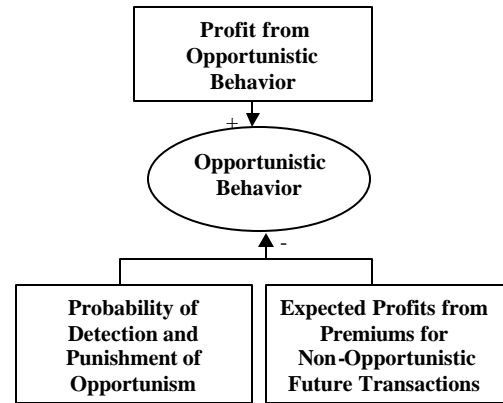 Profit from
Opportunistic
Behavior
+
Opportunistic
Behavior
-
Probability of
Detection and
Punishment of
Opportunism
Expected Profits from
Premiums for
Non-Opportunistic
Future Transactions